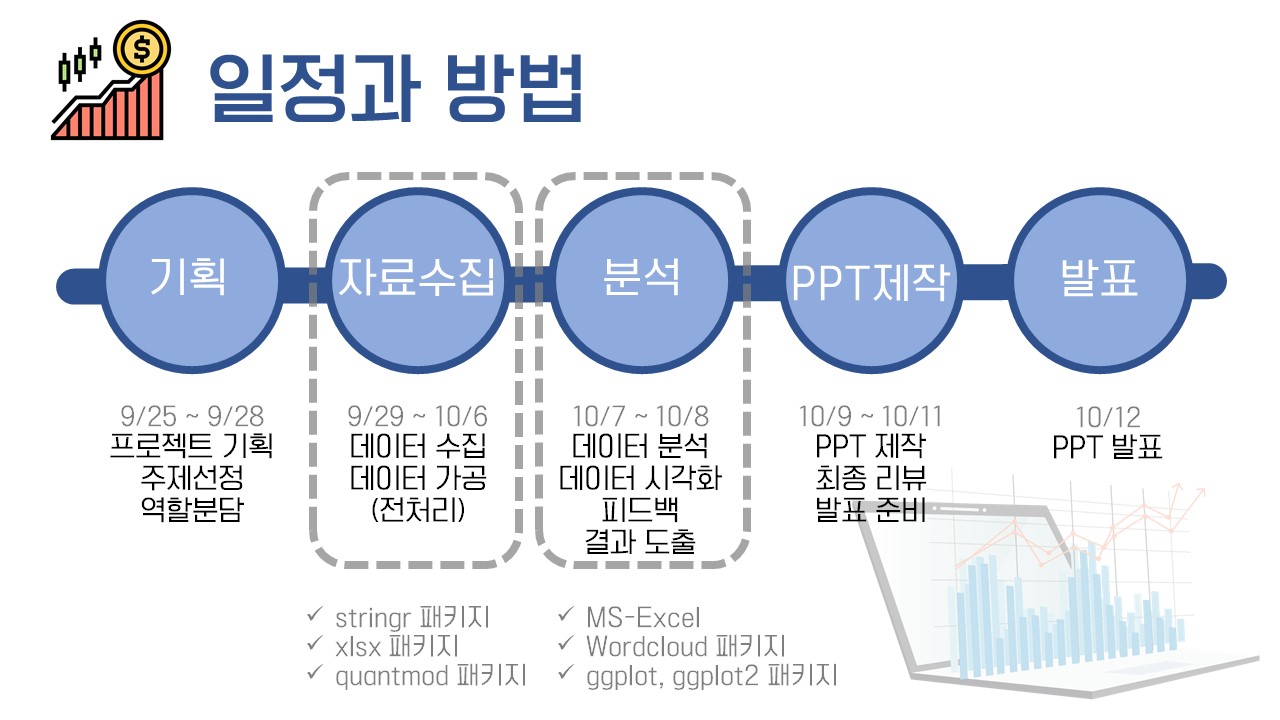 일정과 방법
기획
자료수집
분석
PPT제작
발표
9/25 ~ 9/28
프로젝트 기획
주제선정
역할분담
9/29 ~ 10/6
데이터 수집
데이터 가공
(전처리)
10/7 ~ 10/8
데이터 분석
데이터 시각화
피드백
결과 도출
10/9 ~ 10/11
PPT 제작
최종 리뷰
발표 준비
10/12
PPT 발표
✓ stringr 패키지
✓ xlsx 패키지
✓ quantmod 패키지
✓ MS-Excel
✓ Wordcloud 패키지
✓ ggplot, ggplot2 패키지